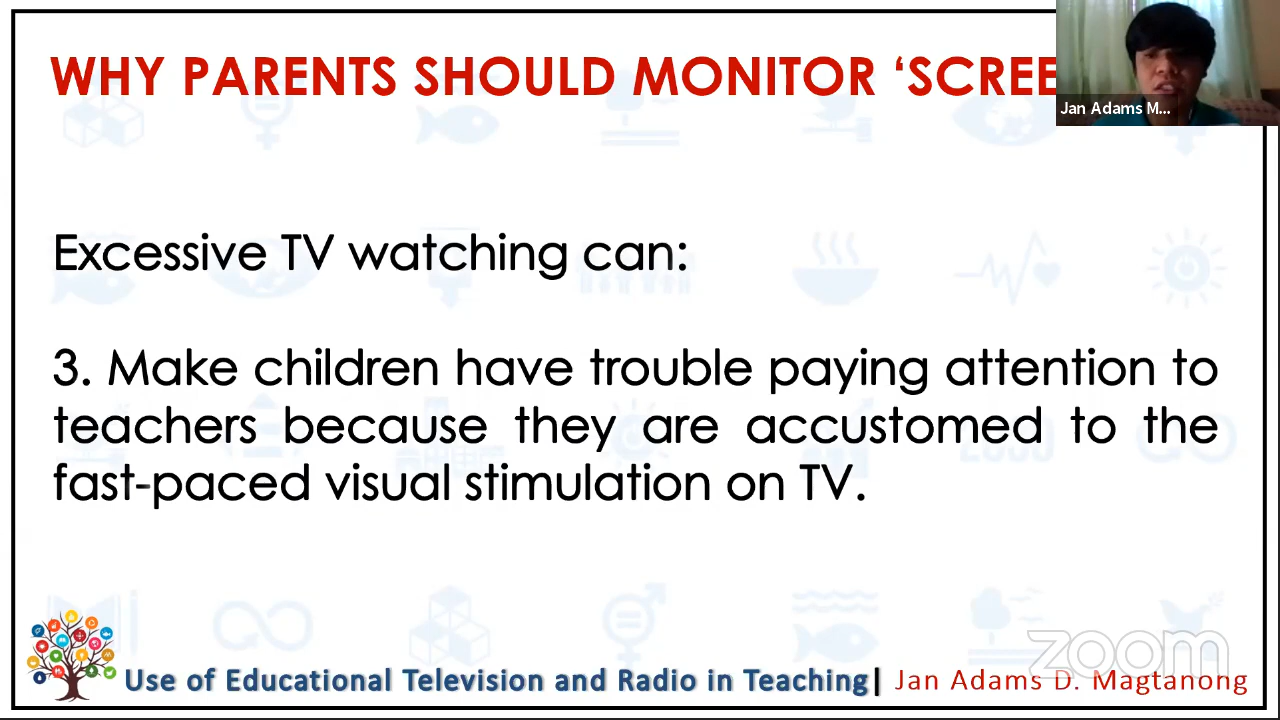 WHY PARENTS SHOULD MONITOR ‘SCREE
Jan Adams M...
Excessive TV watching can:
3. Make children have trouble paying attention to
teachers because they are accustomed to the
fast-paced visual stimulation on TV.
zoom
Use of Educational Television and Radio in Teaching| Jan Adams D. Magtanong